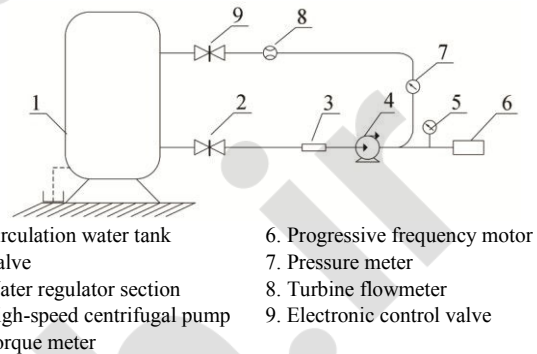 9
8
7
1
2
3
4
5
6
irculation water tank
alve
ater regulator section
gh-speed centrifugal pump
orque meter
6. Progressive frequency motor
7. Pressure meter
8. Turbine flowmeter
9. Electronic control valve